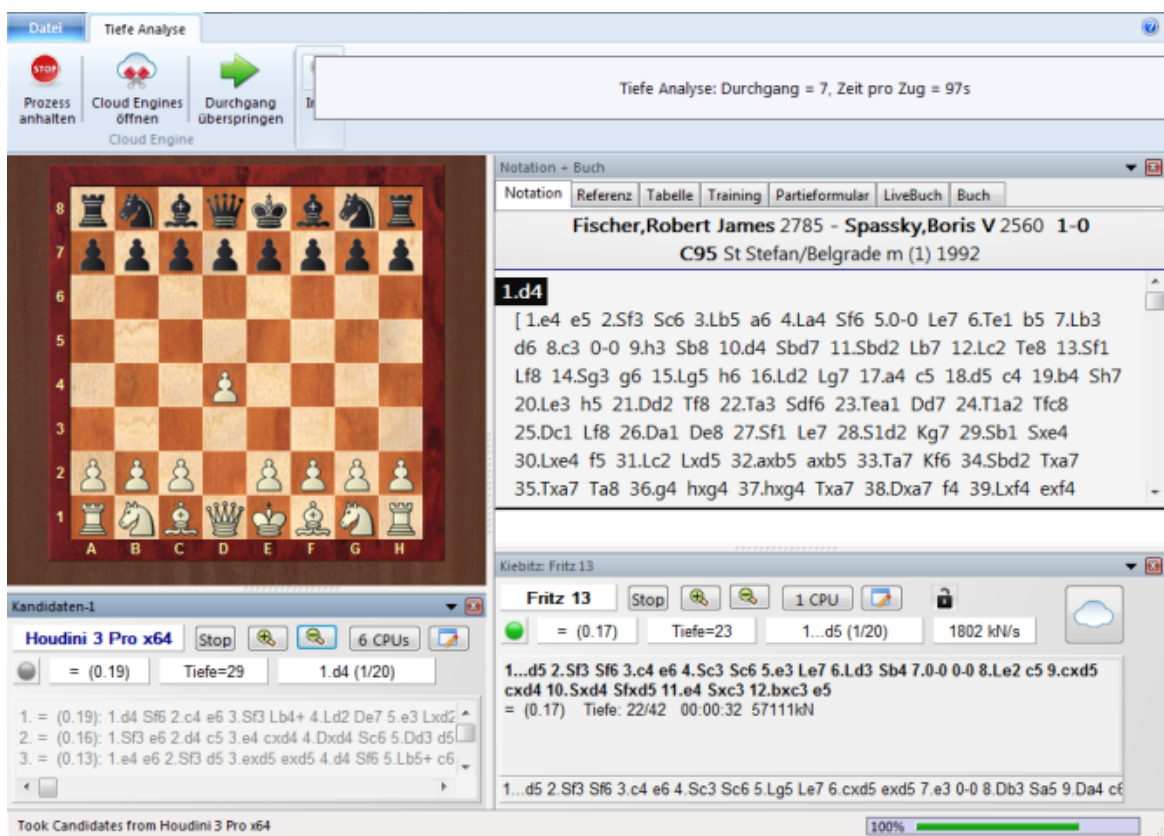 Datei Tiefe Analyse
STOP
Prozess anhalten
Cloud Engines öffnen
Durchgang überspringen
Cloud Engine
Tiefe Analyse: Durchgang = 7, Zeit pro Zug = 97s
8
7
6
5
4
3
2
1
A B C D E F G H
Notation + Buch
Notation Referenz Tabelle Training Partieformular LiveBuch Buch
Fischer,Robert James 2785 - Spassky,Boris V 2560 1-0
C95 St Stefan/Belgrade m (1) 1992
1.d4
[ 1.e4 e5 2.Sf3 Sc6 3.Lb5 a6 4.La4 Sf6 5.0-0 Le7 6.Te1 b5 7.Lb3
d6 8.c3 0-0 9.h3 Sb8 10.d4 Sbd7 11.Sbd2 Lb7 12.Lc2 Te8 13.Sf1
Lf8 14.Sg3 g6 15.Lg5 h6 16.Ld2 Lg7 17.a4 c5 18.d5 c4 19.b4 Sh7
20.Le3 h5 21.Dd2 Tf8 22.Ta3 Sdf6 23.Tea1 Dd7 24.T1a2 Tfc8
25.Dc1 Lf8 26.Da1 De8 27.Sf1 Le7 28.S1d2 Kg7 29.Sb1 Sxe4
30.Lxe4 f5 31.Lc2 Lxd5 32.axb5 axb5 33.Ta7 Kf6 34.Sbd2 Txa7
35.Txa7 Ta8 36.g4 hxg4 37.hxg4 Txa7 38.Dxa7 f4 39.Lxf4 exf4
Kandidaten-1
Houdini 3 Pro x64 Stop 6 CPUs
= (0.19) Tiefe=29 1.d4 (1/20)
1. = (0.19): 1.d4 Sf6 2.c4 e6 3.Sf3 Lb4+ 4.Ld2 De7 5.e3 Lxd2
2. = (0.16): 1.Sf3 e6 2.d4 c5 3.e4 cxd4 4.Dxd4 Sc6 5.Dd3 d5
3. = (0.13): 1.e4 e6 2.Sf3 d5 3.exd5 exd5 4.d4 Sf6 5.Lb5+ c6
Kiebitz: Fritz 13
Fritz 13 Stop 1 CPU
= (0.17) Tiefe=23 1...d5 (1/20) 1802 kN/s
1...d5 2.Sf3 Sf6 3.c4 e6 4.Sc3 Sc6 5.e3 Le7 6.Ld3 Sb4 7.0-0 0-0 8.Le2 c5 9.cxd5
cxd4 10.Sxd4 Sfxd5 11.e4 Sxc3 12.bxc3 e5
= (0.17) Tiefe: 22/42 00:00:32 57111kN
1...d5 2.Sf3 Sf6 3.c4 e6 4.Sc3 Sc6 5.Lg5 Le7 6.cxd5 exd5 7.e3 0-0 8.Db3 Sa5 9.Da4 c6
Took Candidates from Houdini 3 Pro x64
100%